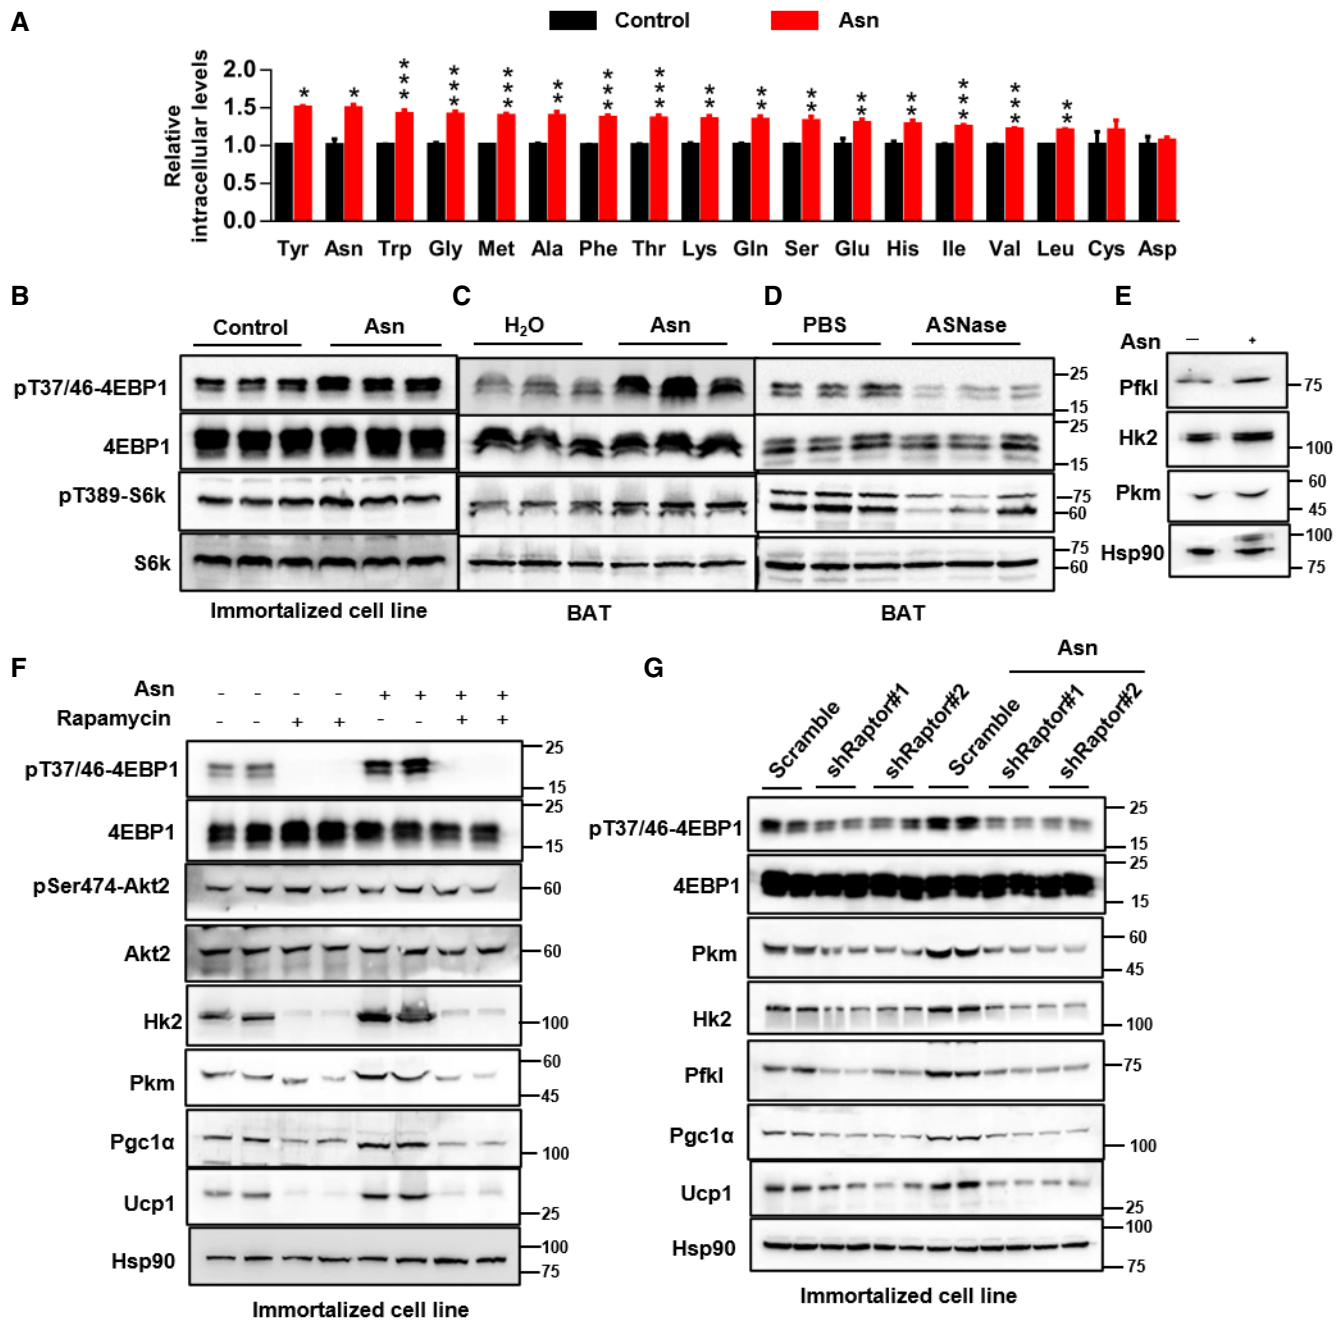 A
Control Asn
Relative
intracellular levels
2.0
1.5
1.0
0.5
0.0
* * *** *** *** ** *** *** ** ** ** ** ** *** *** **
Tyr Asn Trp Gly Met Ala Phe Thr Lys Gln Ser Glu His Ile Val Leu Cys Asp
B C D E
Control Asn H₂O Asn PBS ASNase
pT37/46-4EBP1 25 15
4EBP1 25 15
pT389-S6k 75 60
S6k 75 60
Immortalized cell line BAT BAT
Asn — +
Pfkl 75
Hk2 100
Pkm 60 45
Hsp90 100 75
F
Asn - - - - + + + +
Rapamycin - - + + - - + +
pT37/46-4EBP1 25 15
4EBP1 25 15
pSer474-Akt2 60
Akt2 60
Hk2 100
Pkm 60 45
Pgc1α 100
Ucp1 25
Hsp90 100 75
Immortalized cell line
G
Asn
Scramble shRaptor#1 shRaptor#2 Scramble shRaptor#1 shRaptor#2
pT37/46-4EBP1 25 15
4EBP1 25 15
Pkm 60 45
Hk2 100
Pfkl 75
Pgc1α 100
Ucp1 25
Hsp90 100 75
Immortalized cell line